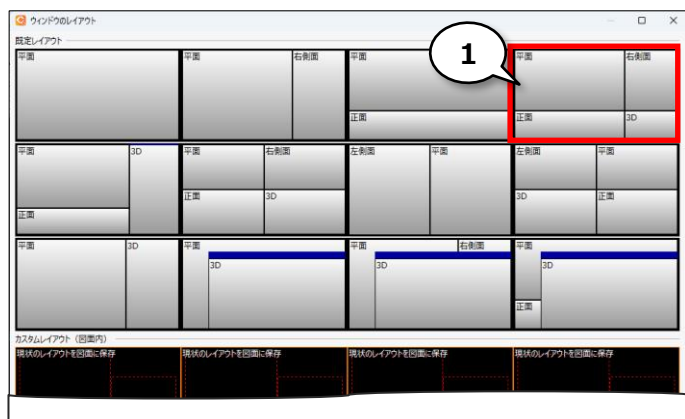 ウィンドウのレイアウト
既定レイアウト
平面
平面 右側面
平面
正面
平面 右側面
正面 3D
1
平面 3D
正面
平面 右側面
正面 3D
左側面 平面
左側面 平面
3D 正面
平面 3D
平面
3D
平面 右側面
3D
平面
3D
正面
カスタムレイアウト（図面内）
現状のレイアウトを図面に保存
現状のレイアウトを図面に保存
現状のレイアウトを図面に保存
現状のレイアウトを図面に保存